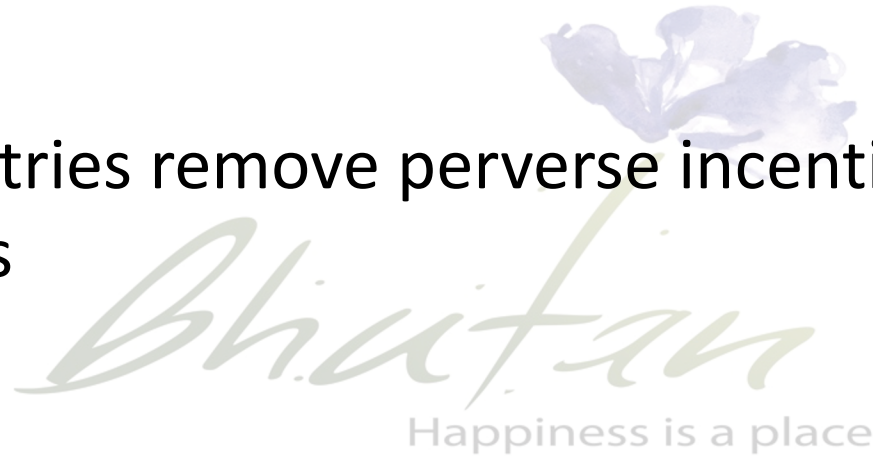 tries remove perverse incenti
s
Bhutan
Happiness is a place